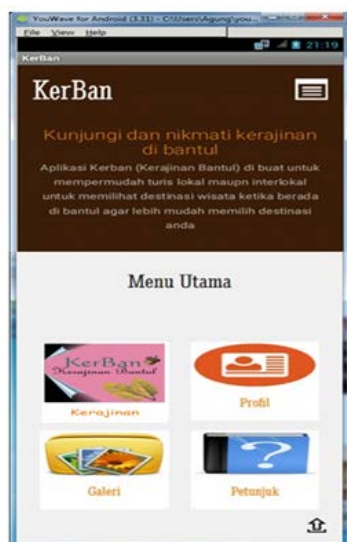 YouWave for Android (3.31) - C:\Users\Agung\you...
File View Help
21:19
KerBan
KerBan
Kunjungi dan nikmati kerajinan
di bantul
Aplikasi Kerban (Kerajinan Bantul) di buat untuk
mempermudah turis lokal maupn interlokal
untuk memilihat destinasi wisata ketika berada
di bantul agar lebih mudah memilih destinasi
anda
Menu Utama
KerBan
Kerajinan Bantul
Kerajinan
Profil
Galeri
Petunjuk